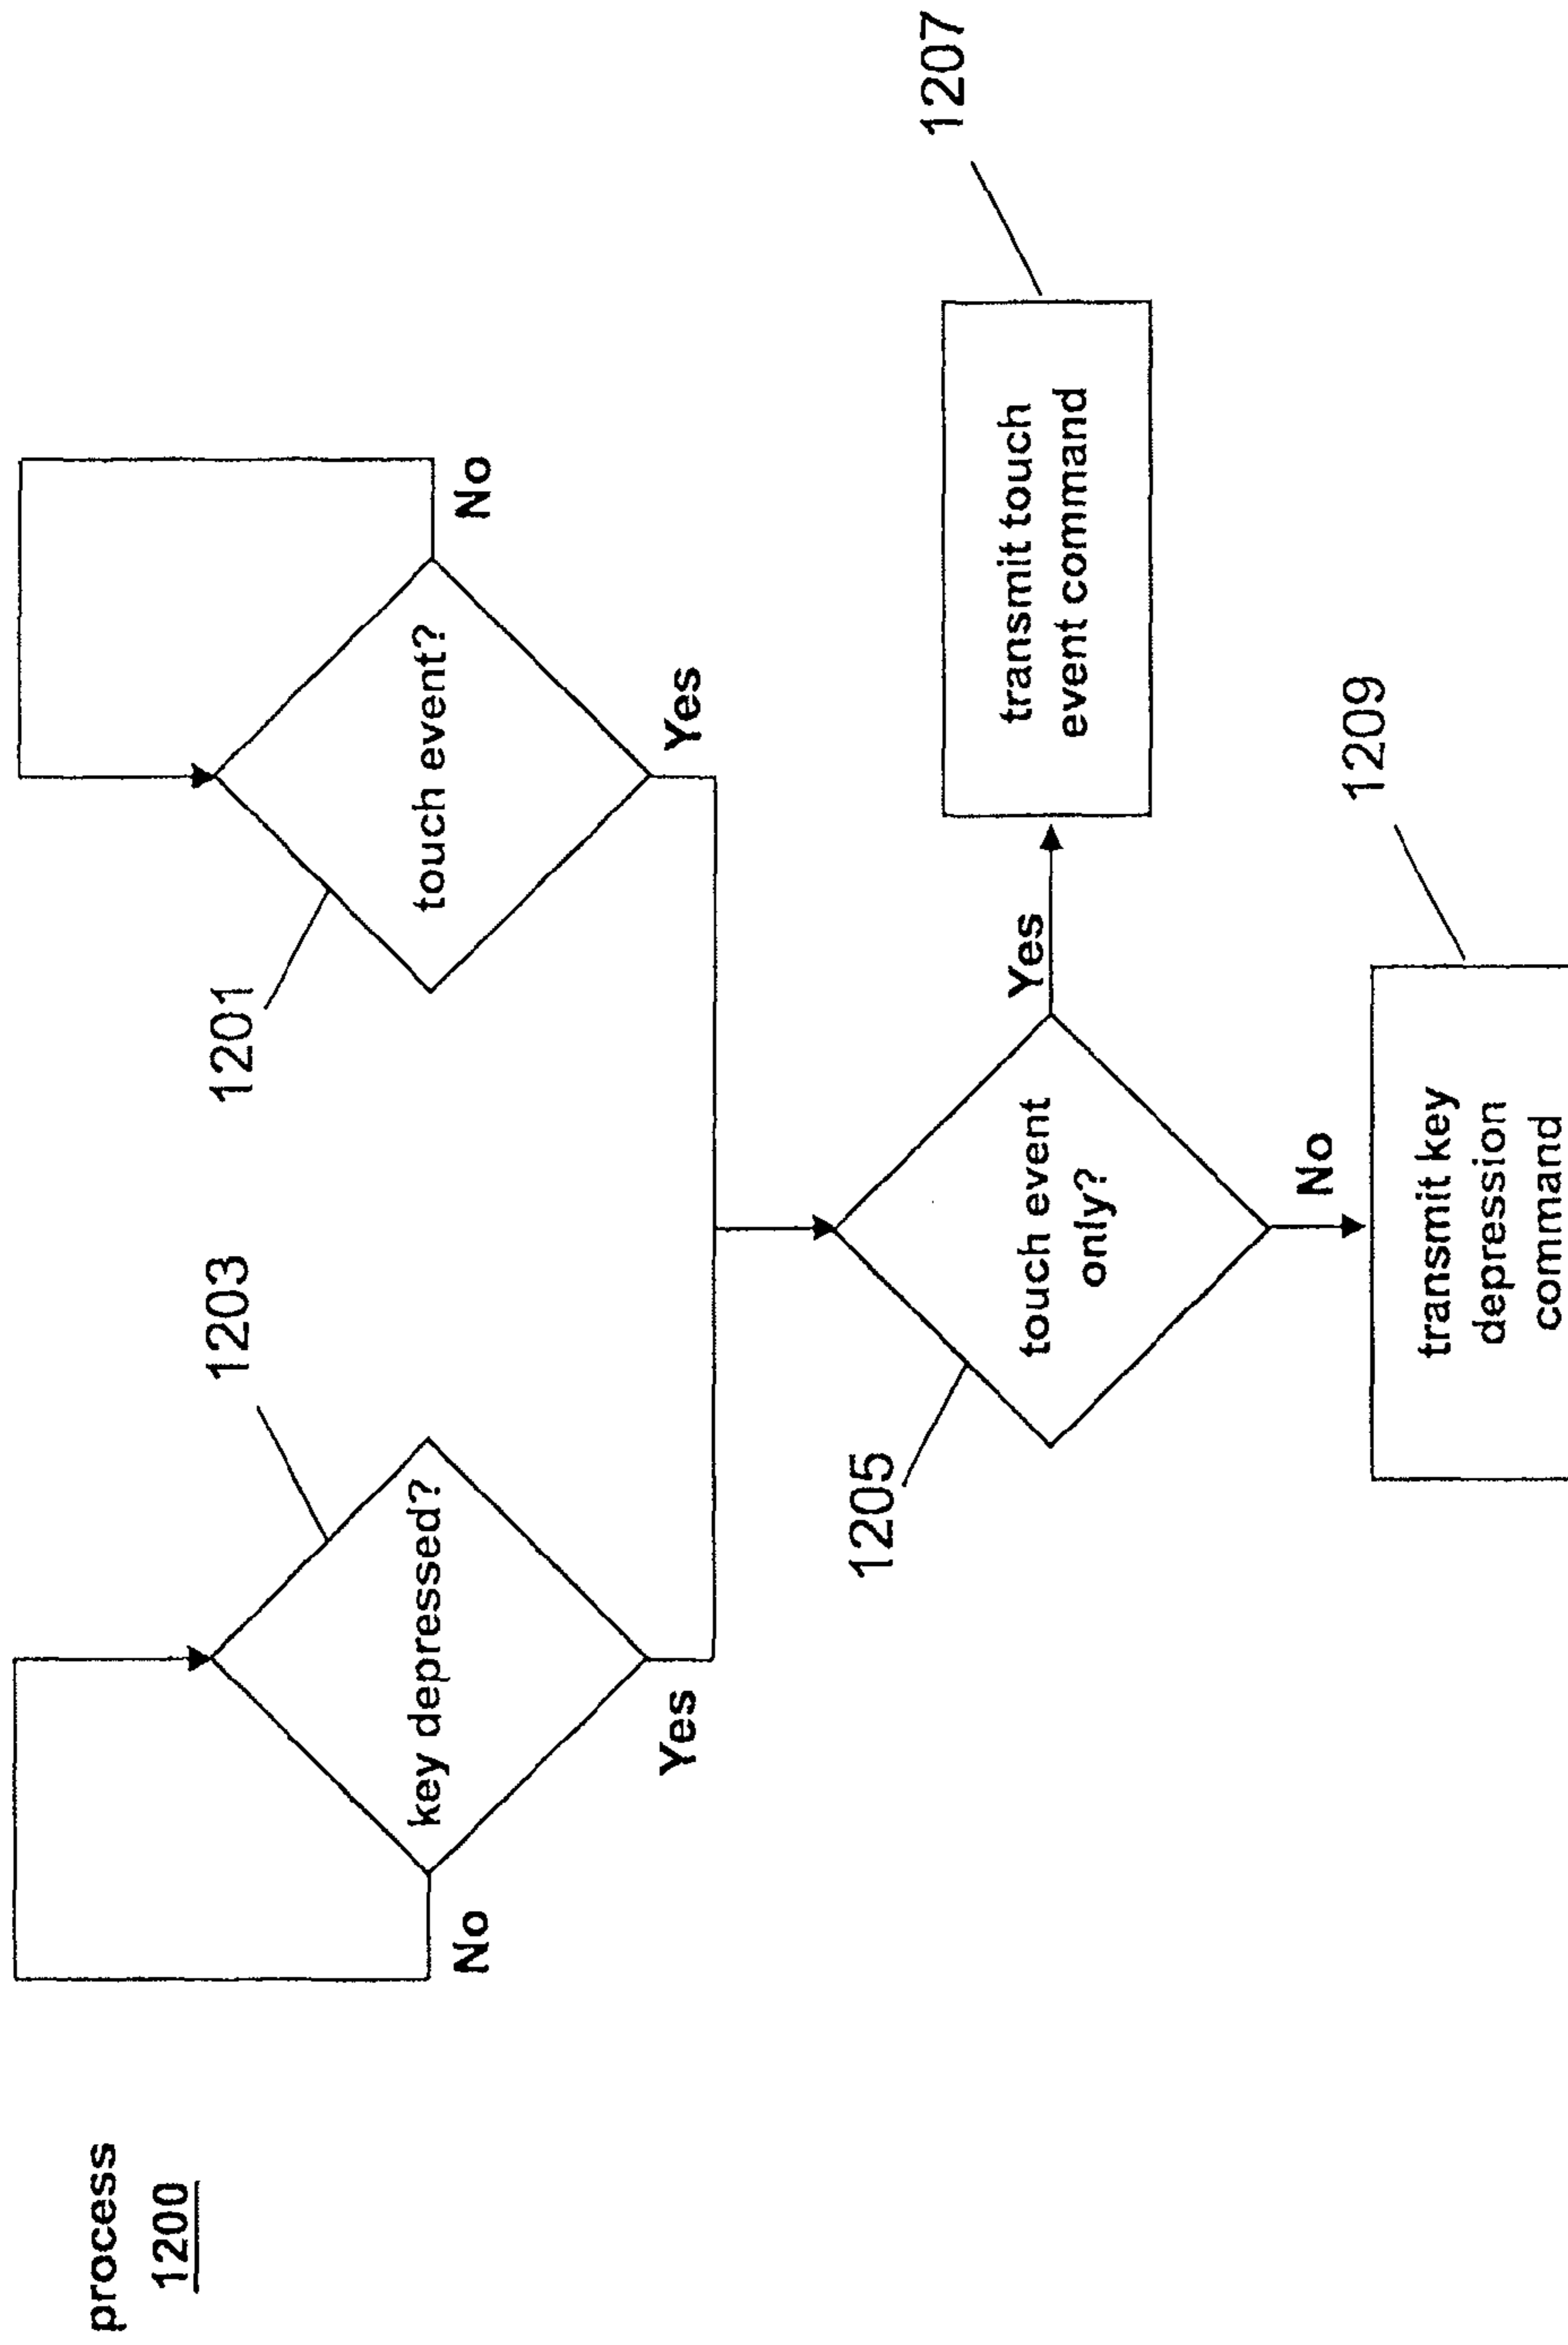 process
1200
1203
key depressed?
No
Yes
1201
touch event?
No
Yes
1205
touch event
only?
Yes
No
1207
transmit touch
event command
1209
transmit key
depression
command